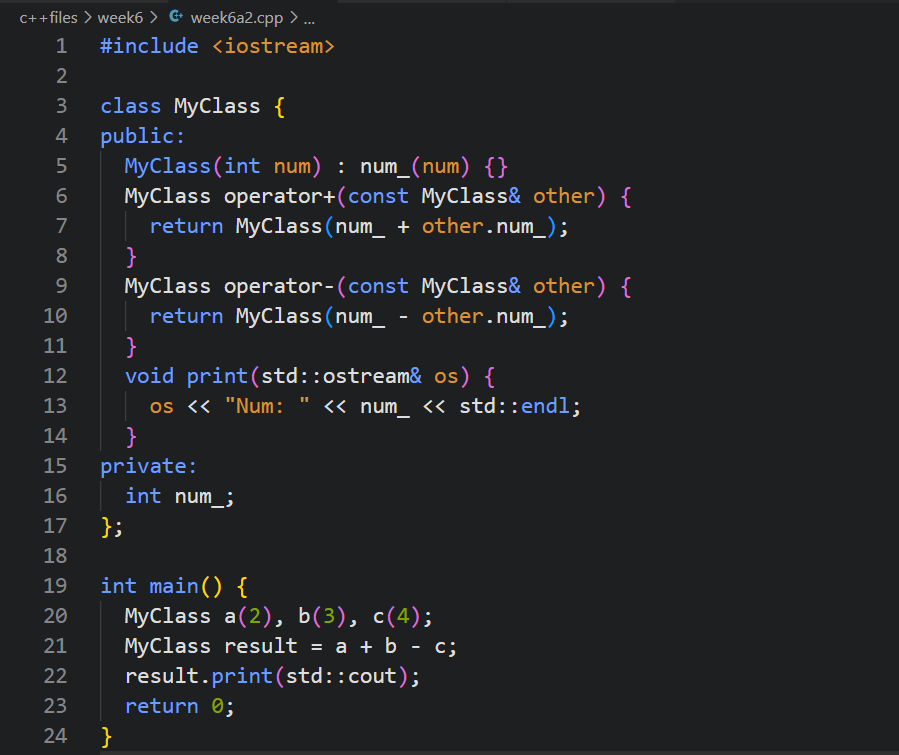 c++files > week6 > week6a2.cpp > ...
1 #include <iostream>
2
3 class MyClass {
4 public:
5   MyClass(int num) : num_(num) {}
6   MyClass operator+(const MyClass& other) {
7     return MyClass(num_ + other.num_);
8   }
9   MyClass operator-(const MyClass& other) {
10     return MyClass(num_ - other.num_);
11   }
12   void print(std::ostream& os) {
13     os << "Num: " << num_ << std::endl;
14   }
15 private:
16   int num_;
17 };
18
19 int main() {
20   MyClass a(2), b(3), c(4);
21   MyClass result = a + b - c;
22   result.print(std::cout);
23   return 0;
24 }